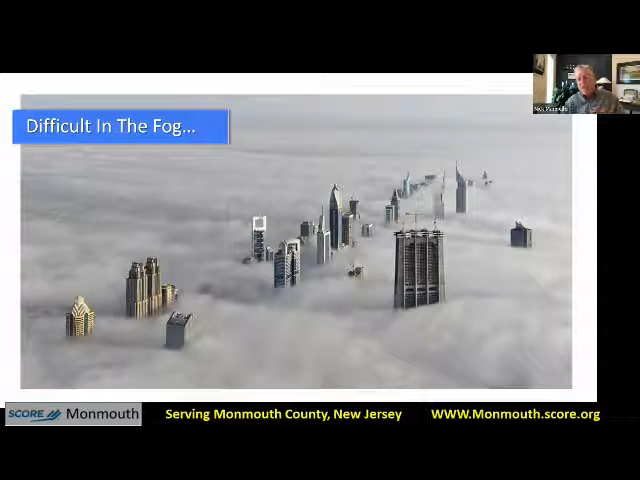 Difficult In The Fog...
SCORE Monmouth
Serving Monmouth County, New Jersey
WWW.Monmouth.score.org